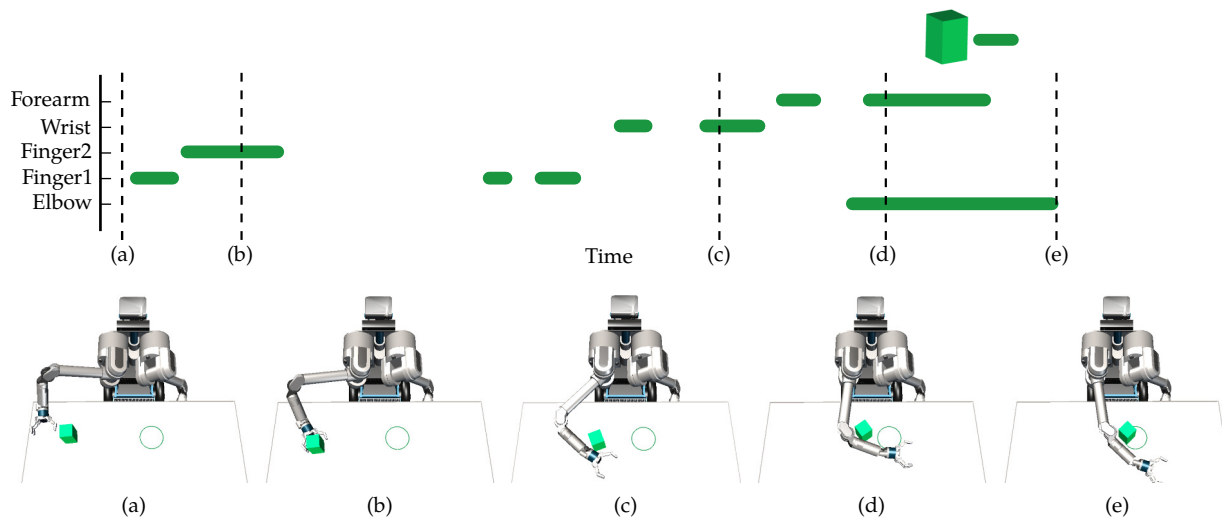 Forearm
Wrist
Finger2
Finger1
Elbow
(a)
(b)
Time
(c)
(d)
(e)
(a)
(b)
(c)
(d)
(e)